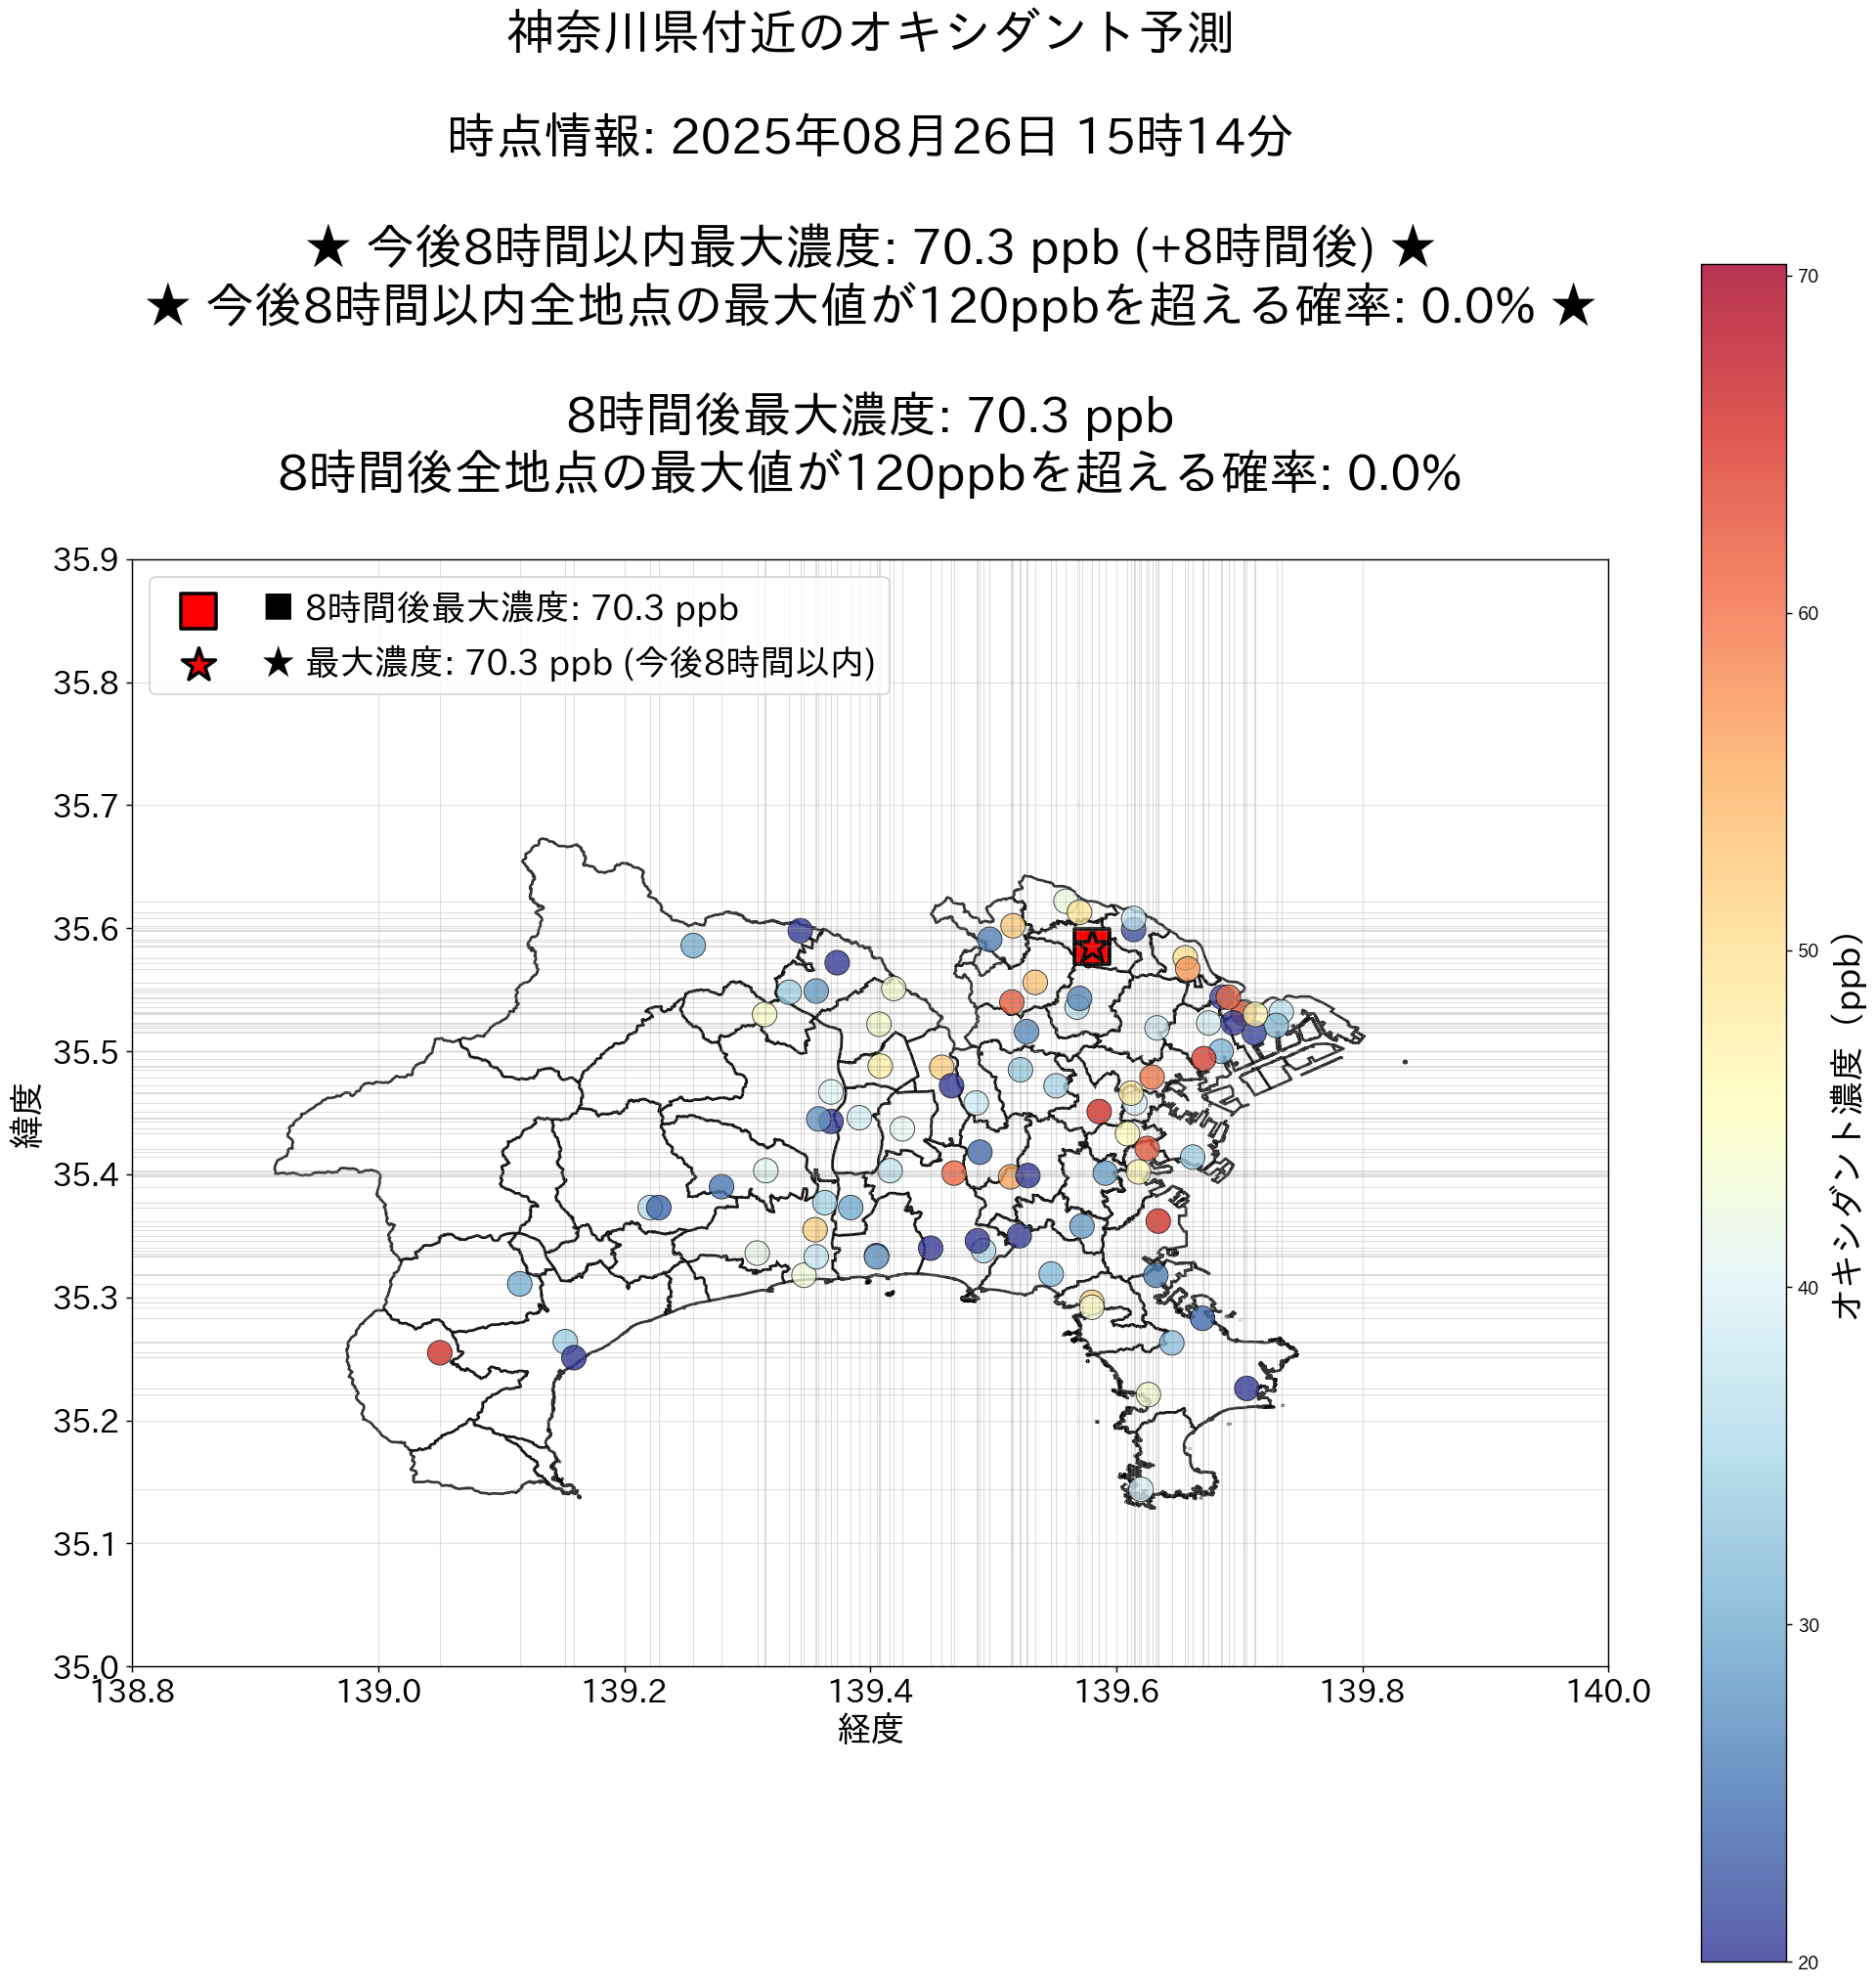 神奈川県付近のオキシダント予測
時点情報: 2025年08月26日 15時14分
★ 今後8時間以内最大濃度: 70.3 ppb (+8時間後) ★
★ 今後8時間以内全地点の最大値が120ppbを超える確率: 0.0% ★
8時間後最大濃度: 70.3 ppb
8時間後全地点の最大値が120ppbを超える確率: 0.0%
■ 8時間後最大濃度: 70.3 ppb
★ 最大濃度: 70.3 ppb (今後8時間以内)
35.9
35.8
35.7
35.6
35.5
35.4
35.3
35.2
35.1
35.0
緯度
138.8 139.0 139.2 139.4 139.6 139.8 140.0
経度
70
60
50
40
30
20
オキシダント濃度（ppb）